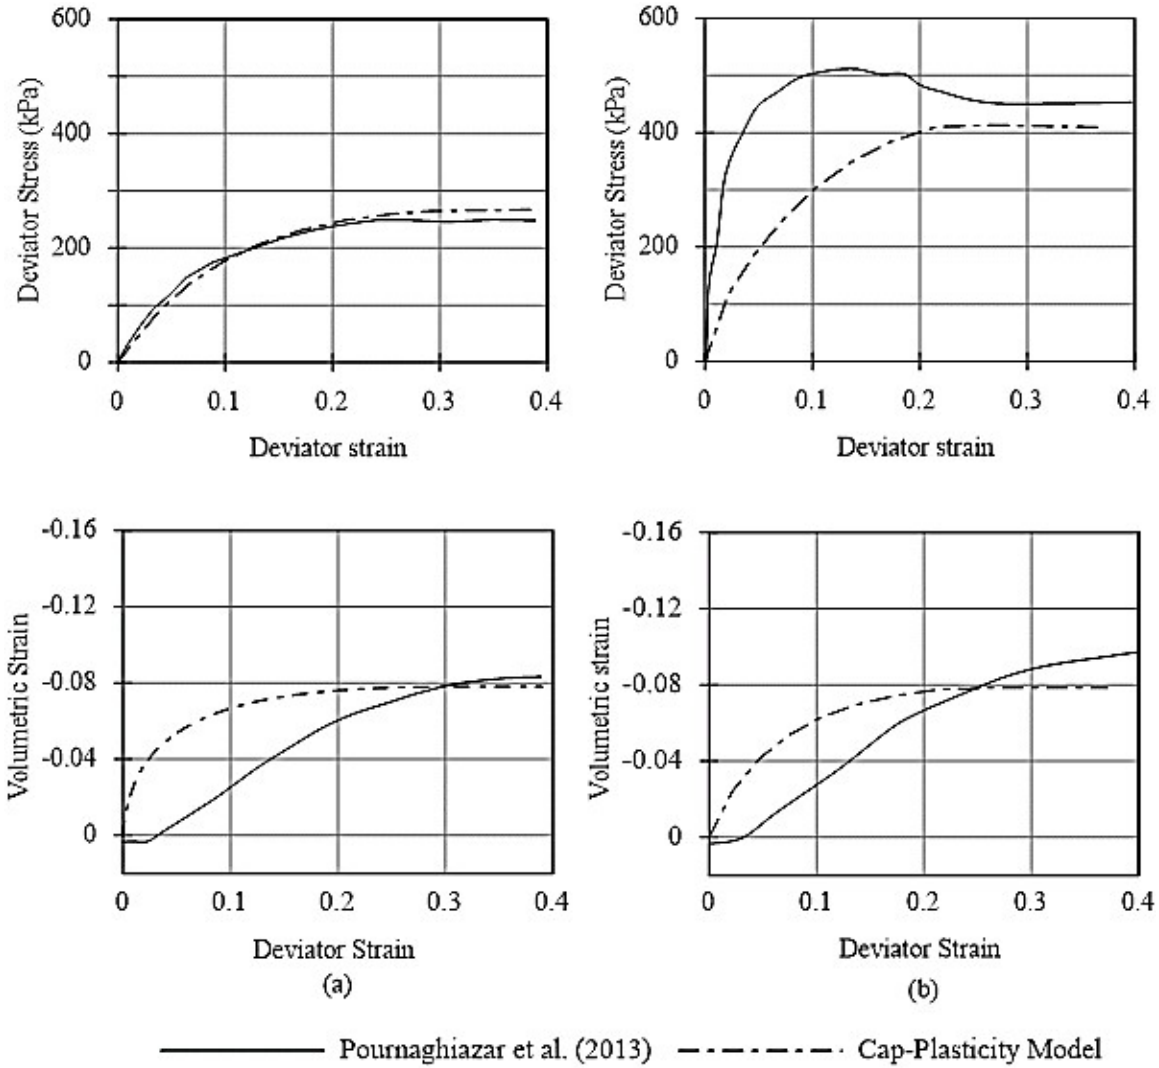 600
400
200
0
Deviator Stress (kPa)
0 0.1 0.2 0.3 0.4
Deviator strain
600
400
200
0
Deviator Stress (kPa)
0 0.1 0.2 0.3 0.4
Deviator strain
-0.16
-0.12
-0.08
-0.04
0
Volumetric Strain
0 0.1 0.2 0.3 0.4
Deviator Strain
(a)
-0.16
-0.12
-0.08
-0.04
0
Volumetric strain
0 0.1 0.2 0.3 0.4
Deviator Strain
(b)
Pournaghiazar et al. (2013) Cap-Plasticity Model